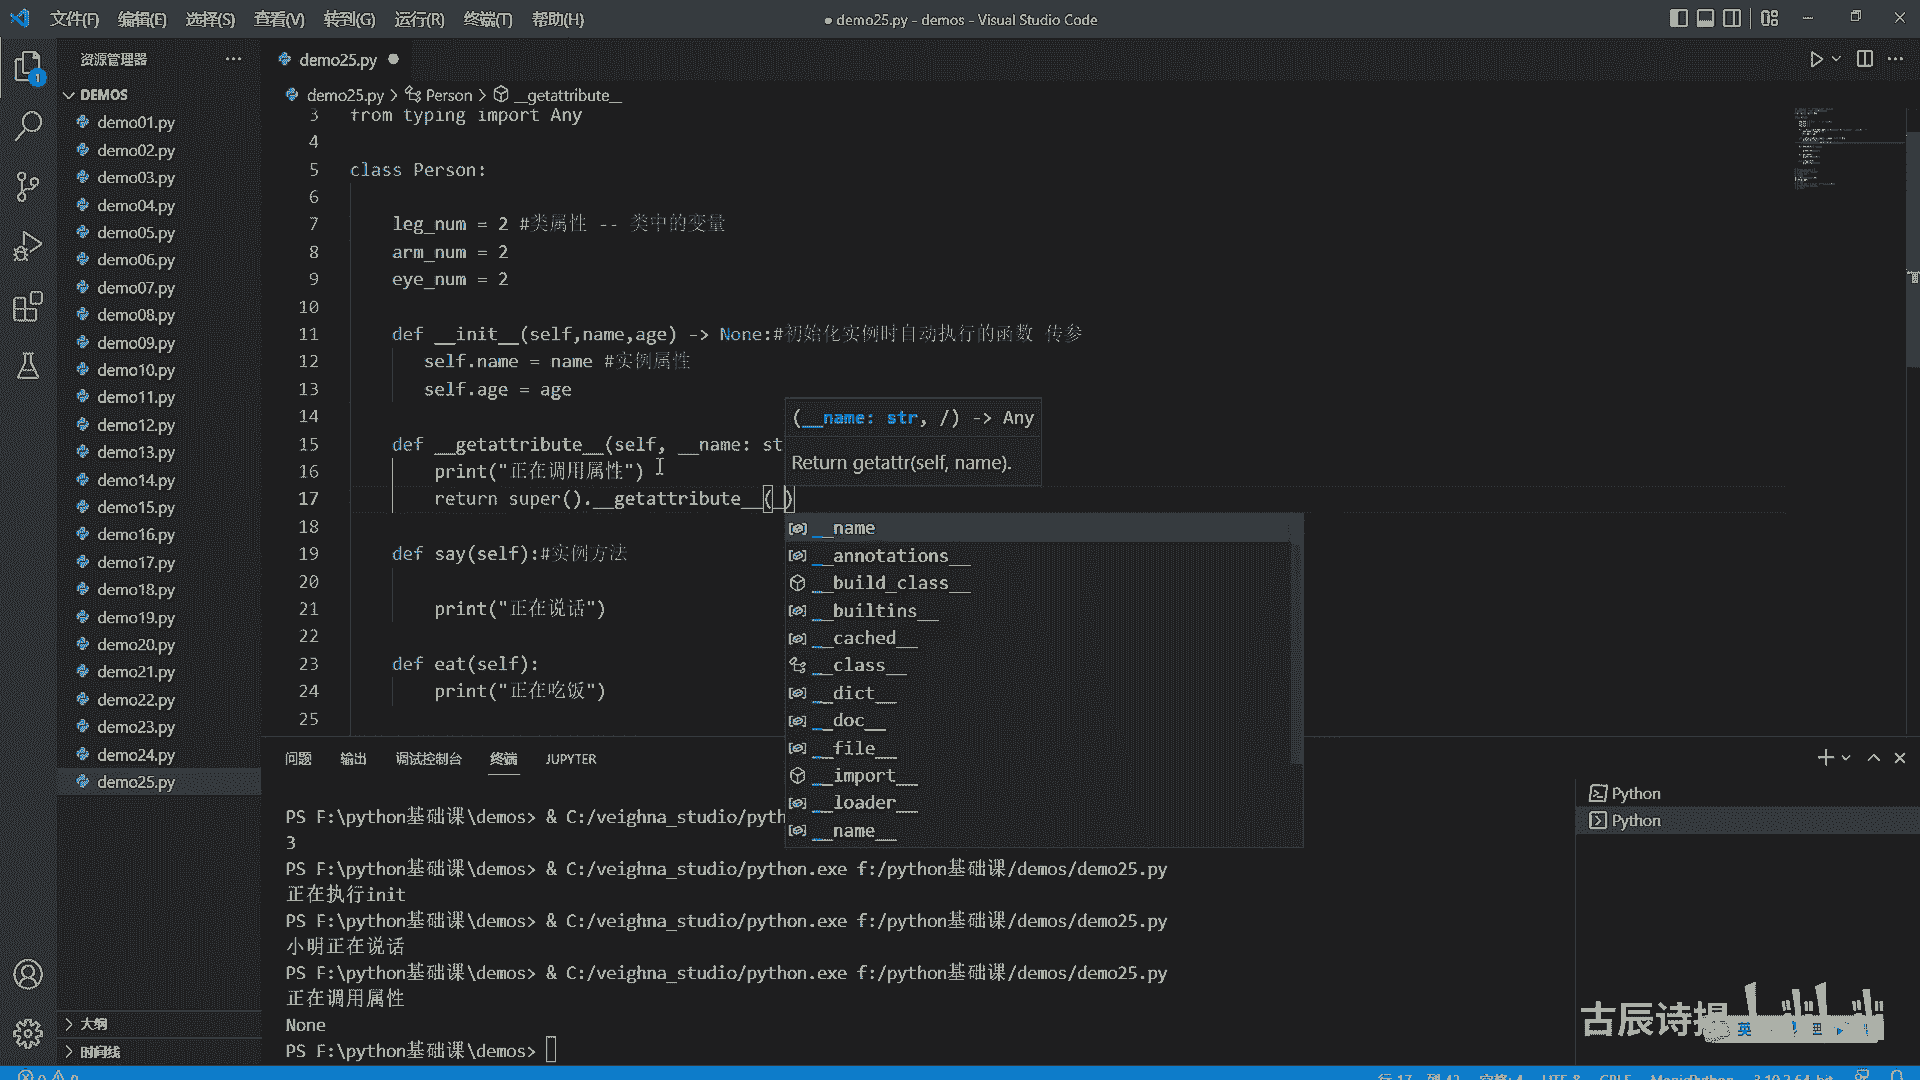 文件(F) 编辑(E) 选择(S) 查看(V) 转到(G) 运行(R) 终端(T) 帮助(H)
● demo25.py - demos - Visual Studio Code
资源管理器
DEMOS
demo01.py
demo02.py
demo03.py
demo04.py
demo05.py
demo06.py
demo07.py
demo08.py
demo09.py
demo10.py
demo11.py
demo12.py
demo13.py
demo14.py
demo15.py
demo16.py
demo17.py
demo18.py
demo19.py
demo20.py
demo21.py
demo22.py
demo23.py
demo24.py
demo25.py
大纲
时间线
demo25.py
demo25.py > Person > __getattribute__
3 from typing import Any
4
5 class Person:
6
7 leg_num = 2 #类属性 -- 类中的变量
8 arm_num = 2
9 eye_num = 2
10
11 def __init__(self,name,age) -> None:#初始化实例时自动执行的函数 传参
12 self.name = name #实例属性
13 self.age = age
14
15 def __getattribute__(self, __name: st
16 print("正在调用属性")
17 return super().__getattribute__(_)
18
19 def say(self):#实例方法
20
21 print("正在说话")
22
23 def eat(self):
24 print("正在吃饭")
25
(__name: str, /) -> Any
Return getattr(self, name).
__name
__annotations__
__build_class__
__builtins__
__cached__
__class__
__dict__
__doc__
__file__
__import__
__loader__
__name__
问题 输出 调试控制台 终端 JUPYTER
PS F:\python基础课\demos> & C:/veighna_studio/pyth
3
PS F:\python基础课\demos> & C:/veighna_studio/python.exe f:/python基础课/demos/demo25.py
正在执行init
PS F:\python基础课\demos> & C:/veighna_studio/python.exe f:/python基础课/demos/demo25.py
小明正在说话
PS F:\python基础课\demos> & C:/veighna_studio/python.exe f:/python基础课/demos/demo25.py
正在调用属性
None
PS F:\python基础课\demos>
Python
Python
1
古辰诗提
英